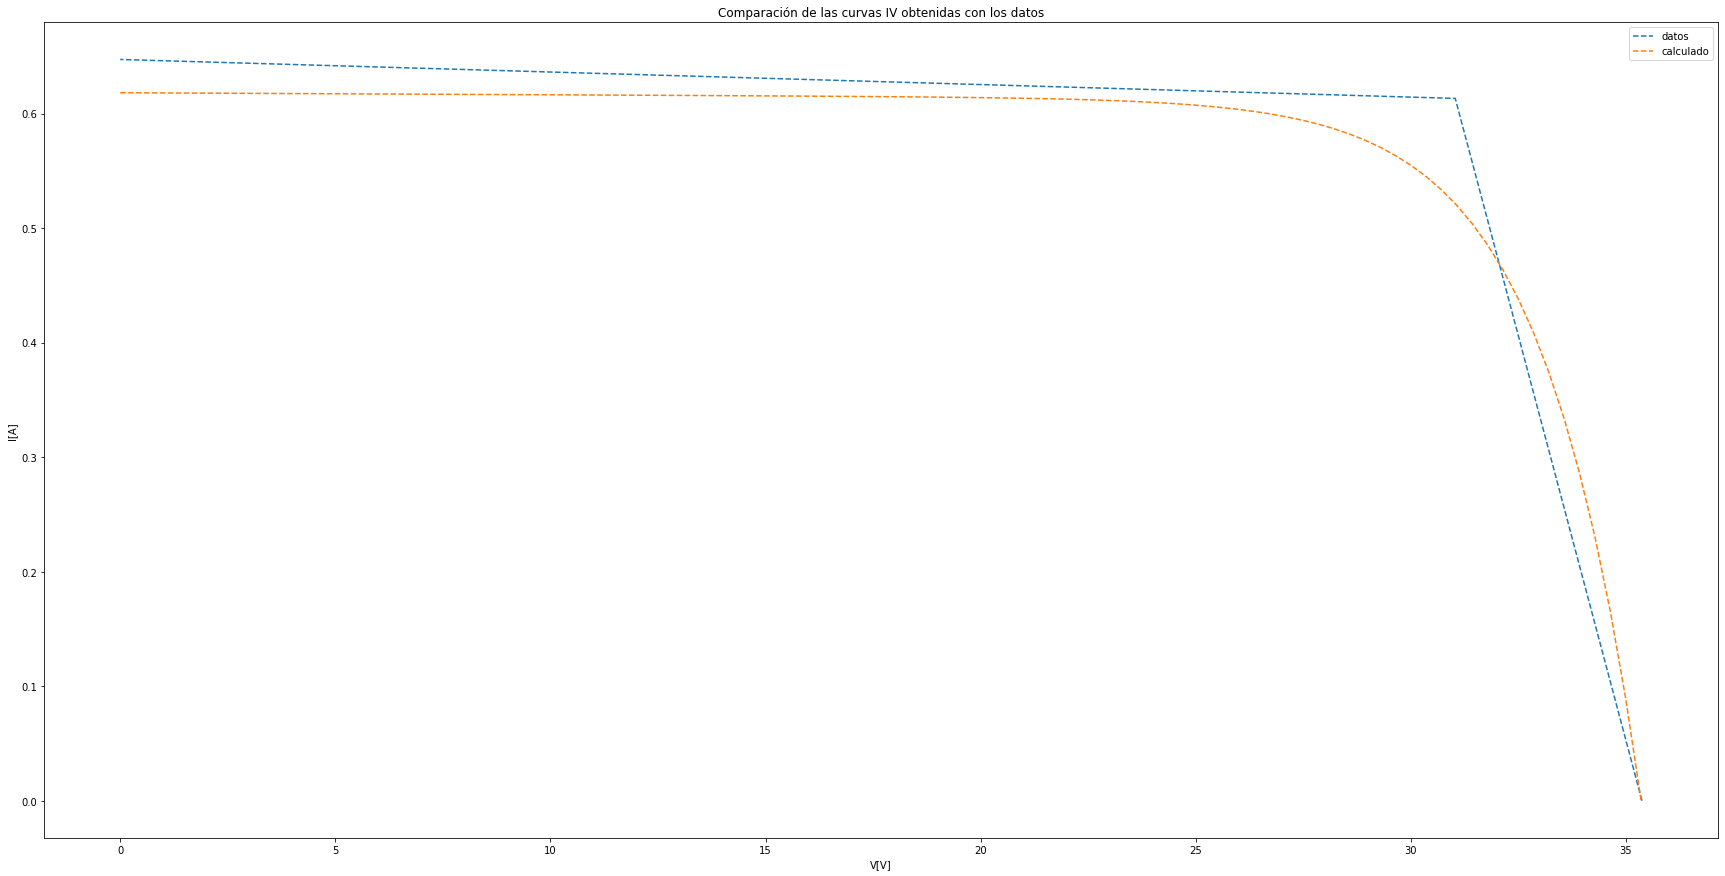 Comparación de las curvas IV obtenidas con los datos
datos
calculado
0.6
0.5
0.4
0.3
0.2
0.1
0.0
I[A]
0 5 10 15 20 25 30 35
V[V]